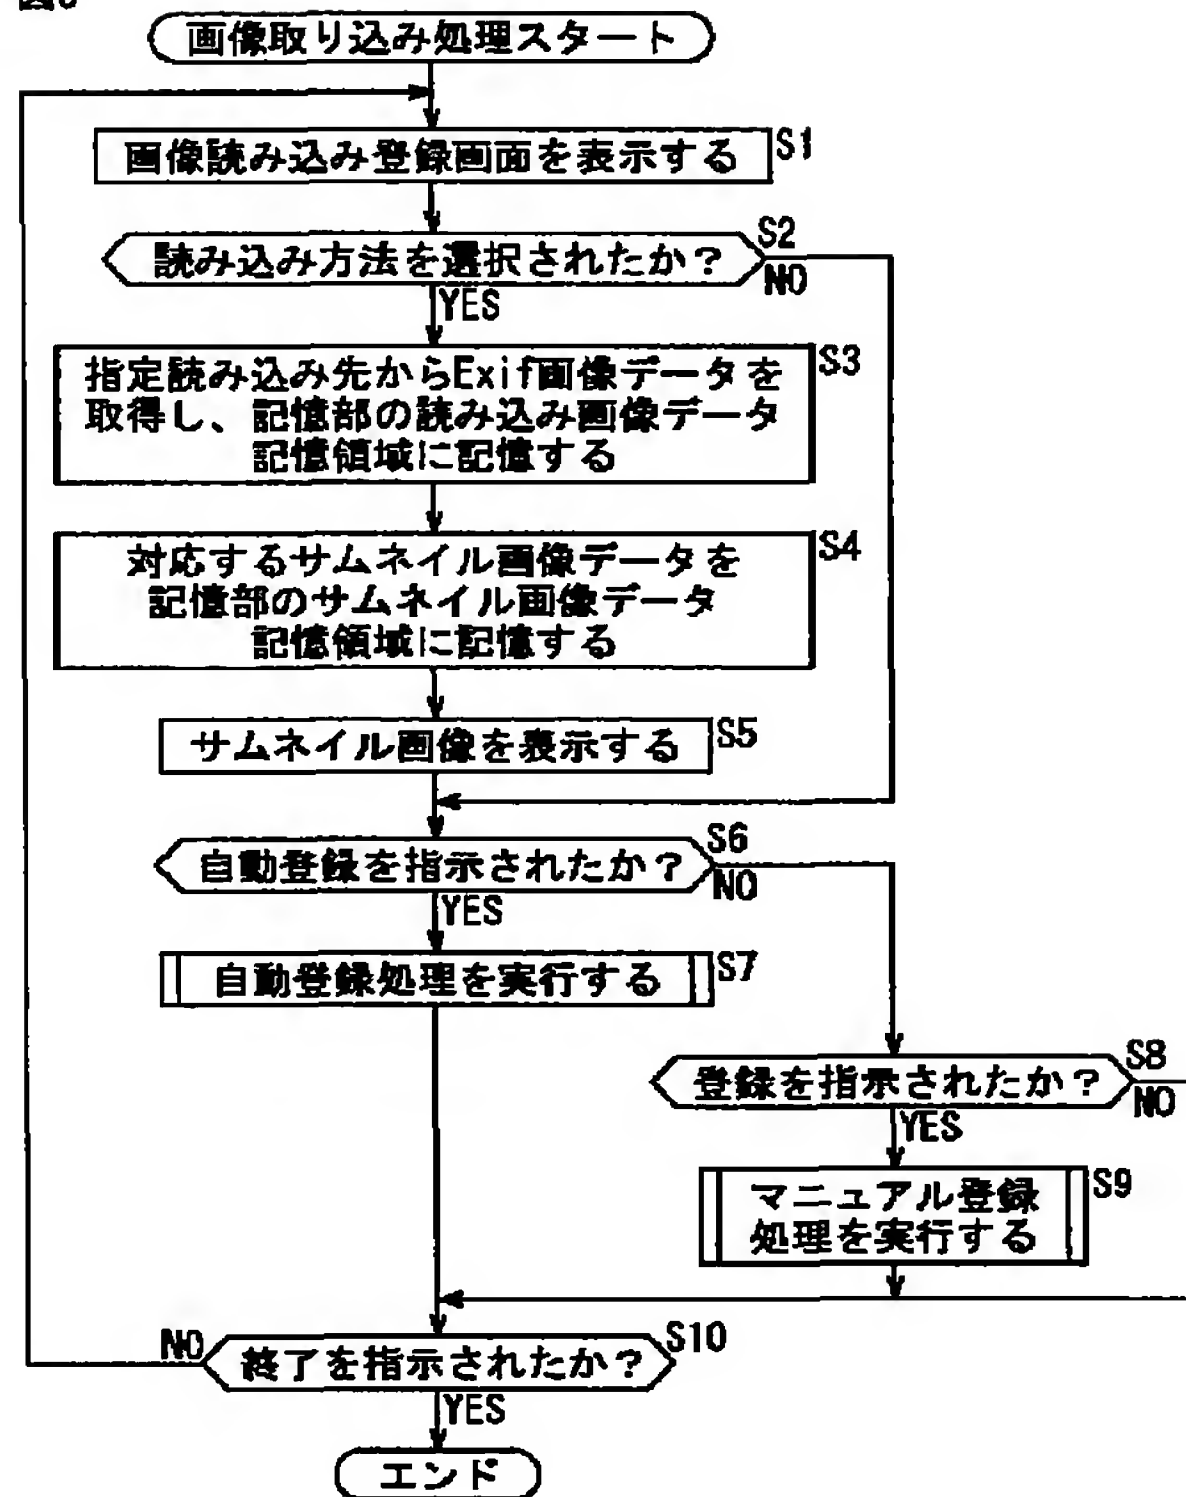 画像取り込み処理スタート
画像読み込み登録画面を表示する
S1
読み込み方法を選択されたか？
S2
NO
YES
指定読み込み先からExif画像データを
取得し、記憶部の読み込み画像データ
記憶領域に記憶する
S3
対応するサムネイル画像データを
記憶部のサムネイル画像データ
記憶領域に記憶する
S4
サムネイル画像を表示する
S5
自動登録を指示されたか？
S6
NO
YES
自動登録処理を実行する
S7
登録を指示されたか？
S8
NO
YES
マニュアル登録
処理を実行する
S9
NO
終了を指示されたか？
S10
YES
エンド